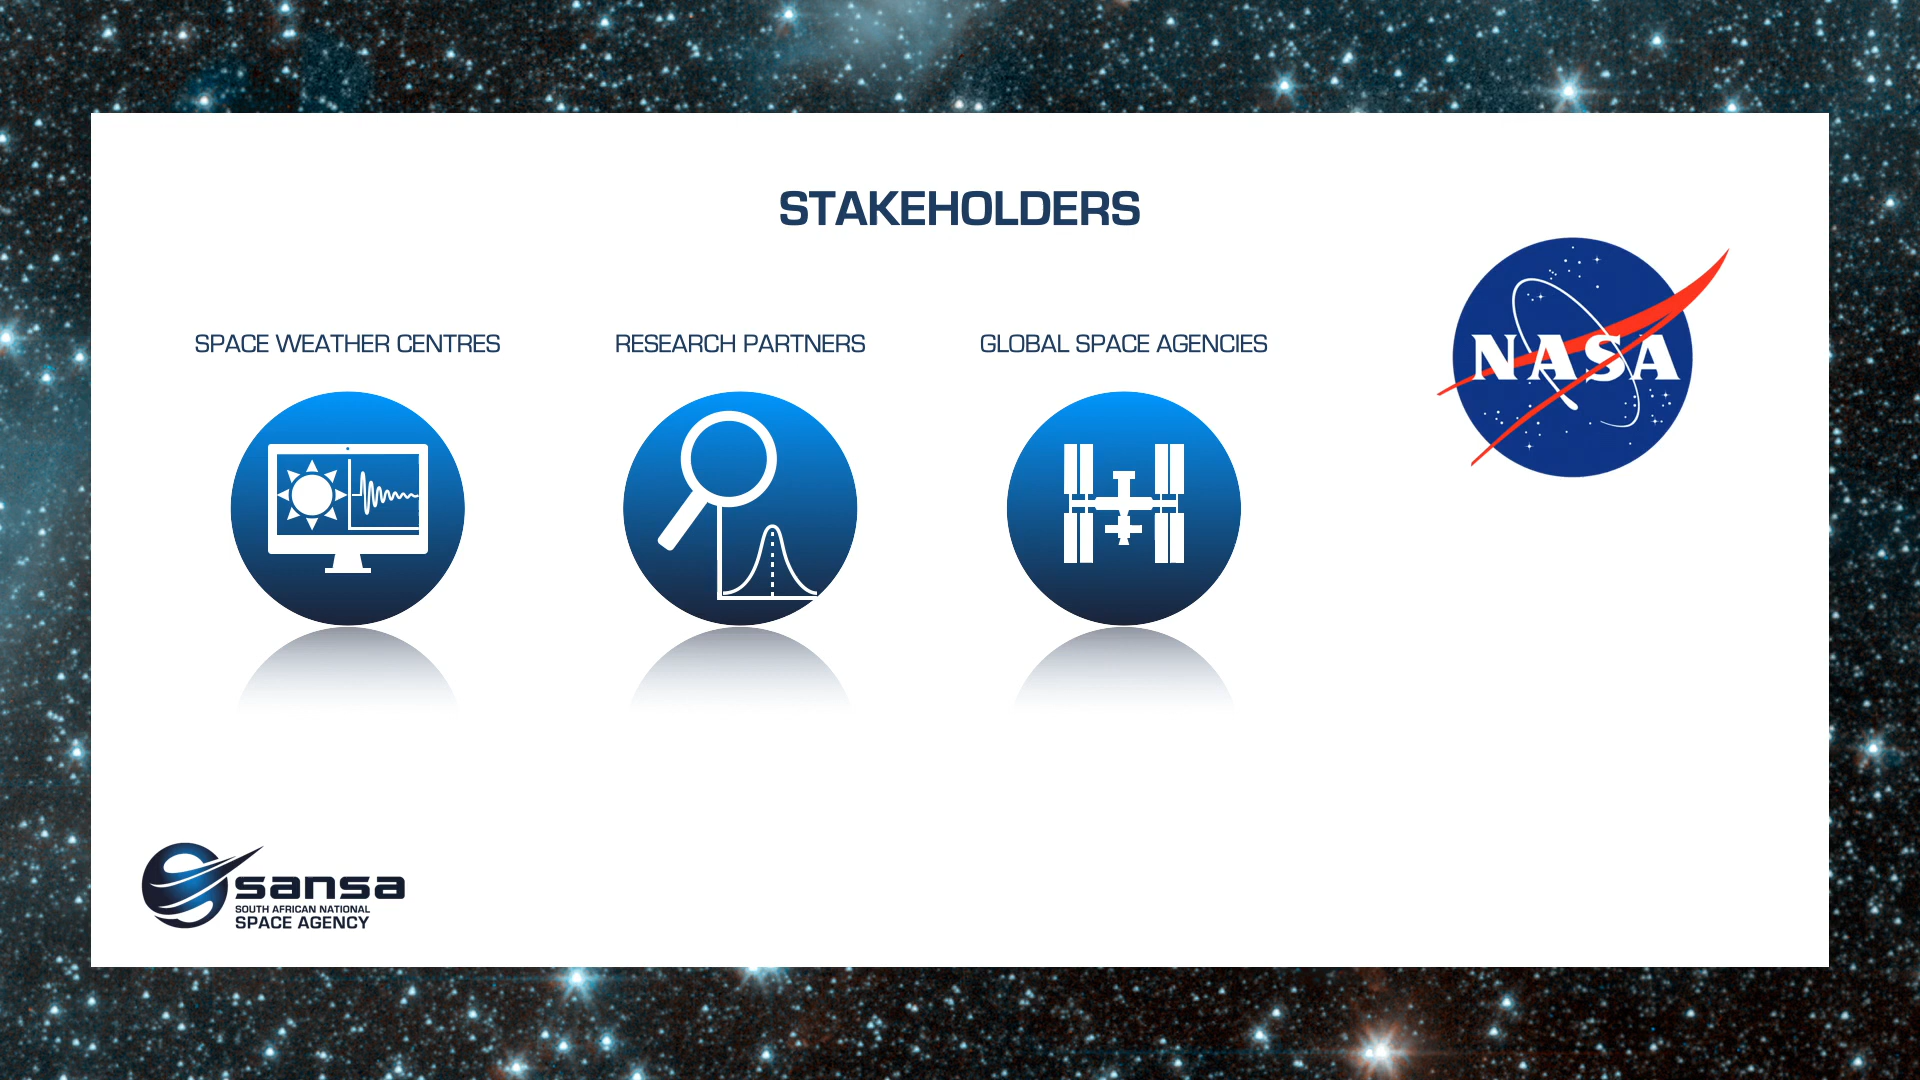 STAKEHOLDERS
SPACE WEATHER CENTRES
RESEARCH PARTNERS
GLOBAL SPACE AGENCIES
NASA
sansa
SOUTH AFRICAN NATIONAL
SPACE AGENCY